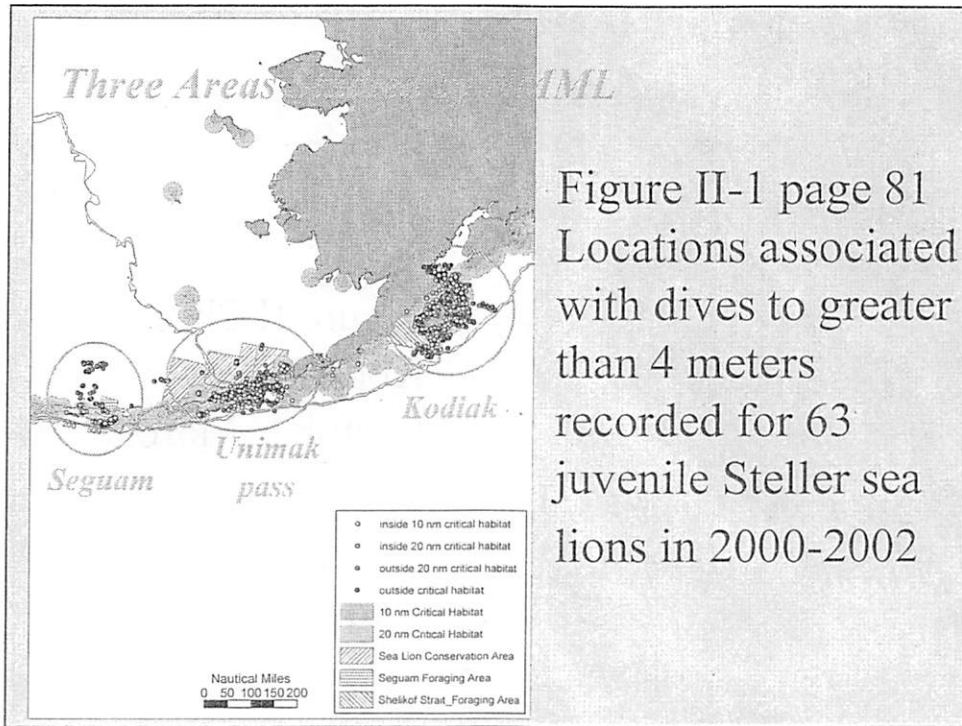 Three Areas MML
Figure II-1 page 81
Locations associated
with dives to greater
than 4 meters
recorded for 63
juvenile Steller sea
lions in 2000-2002
Kodiak
Unimak
pass
Seguam
inside 10 nm critical habitat
inside 20 nm critical habitat
outside 20 nm critical habitat
outside critical habitat
10 nm Critical Habitat
20 nm Critical Habitat
Sea Lion Conservation Area
Seguam Foraging Area
Shelikof Strait_Foraging Area
Nautical Miles
0 50 100 150 200